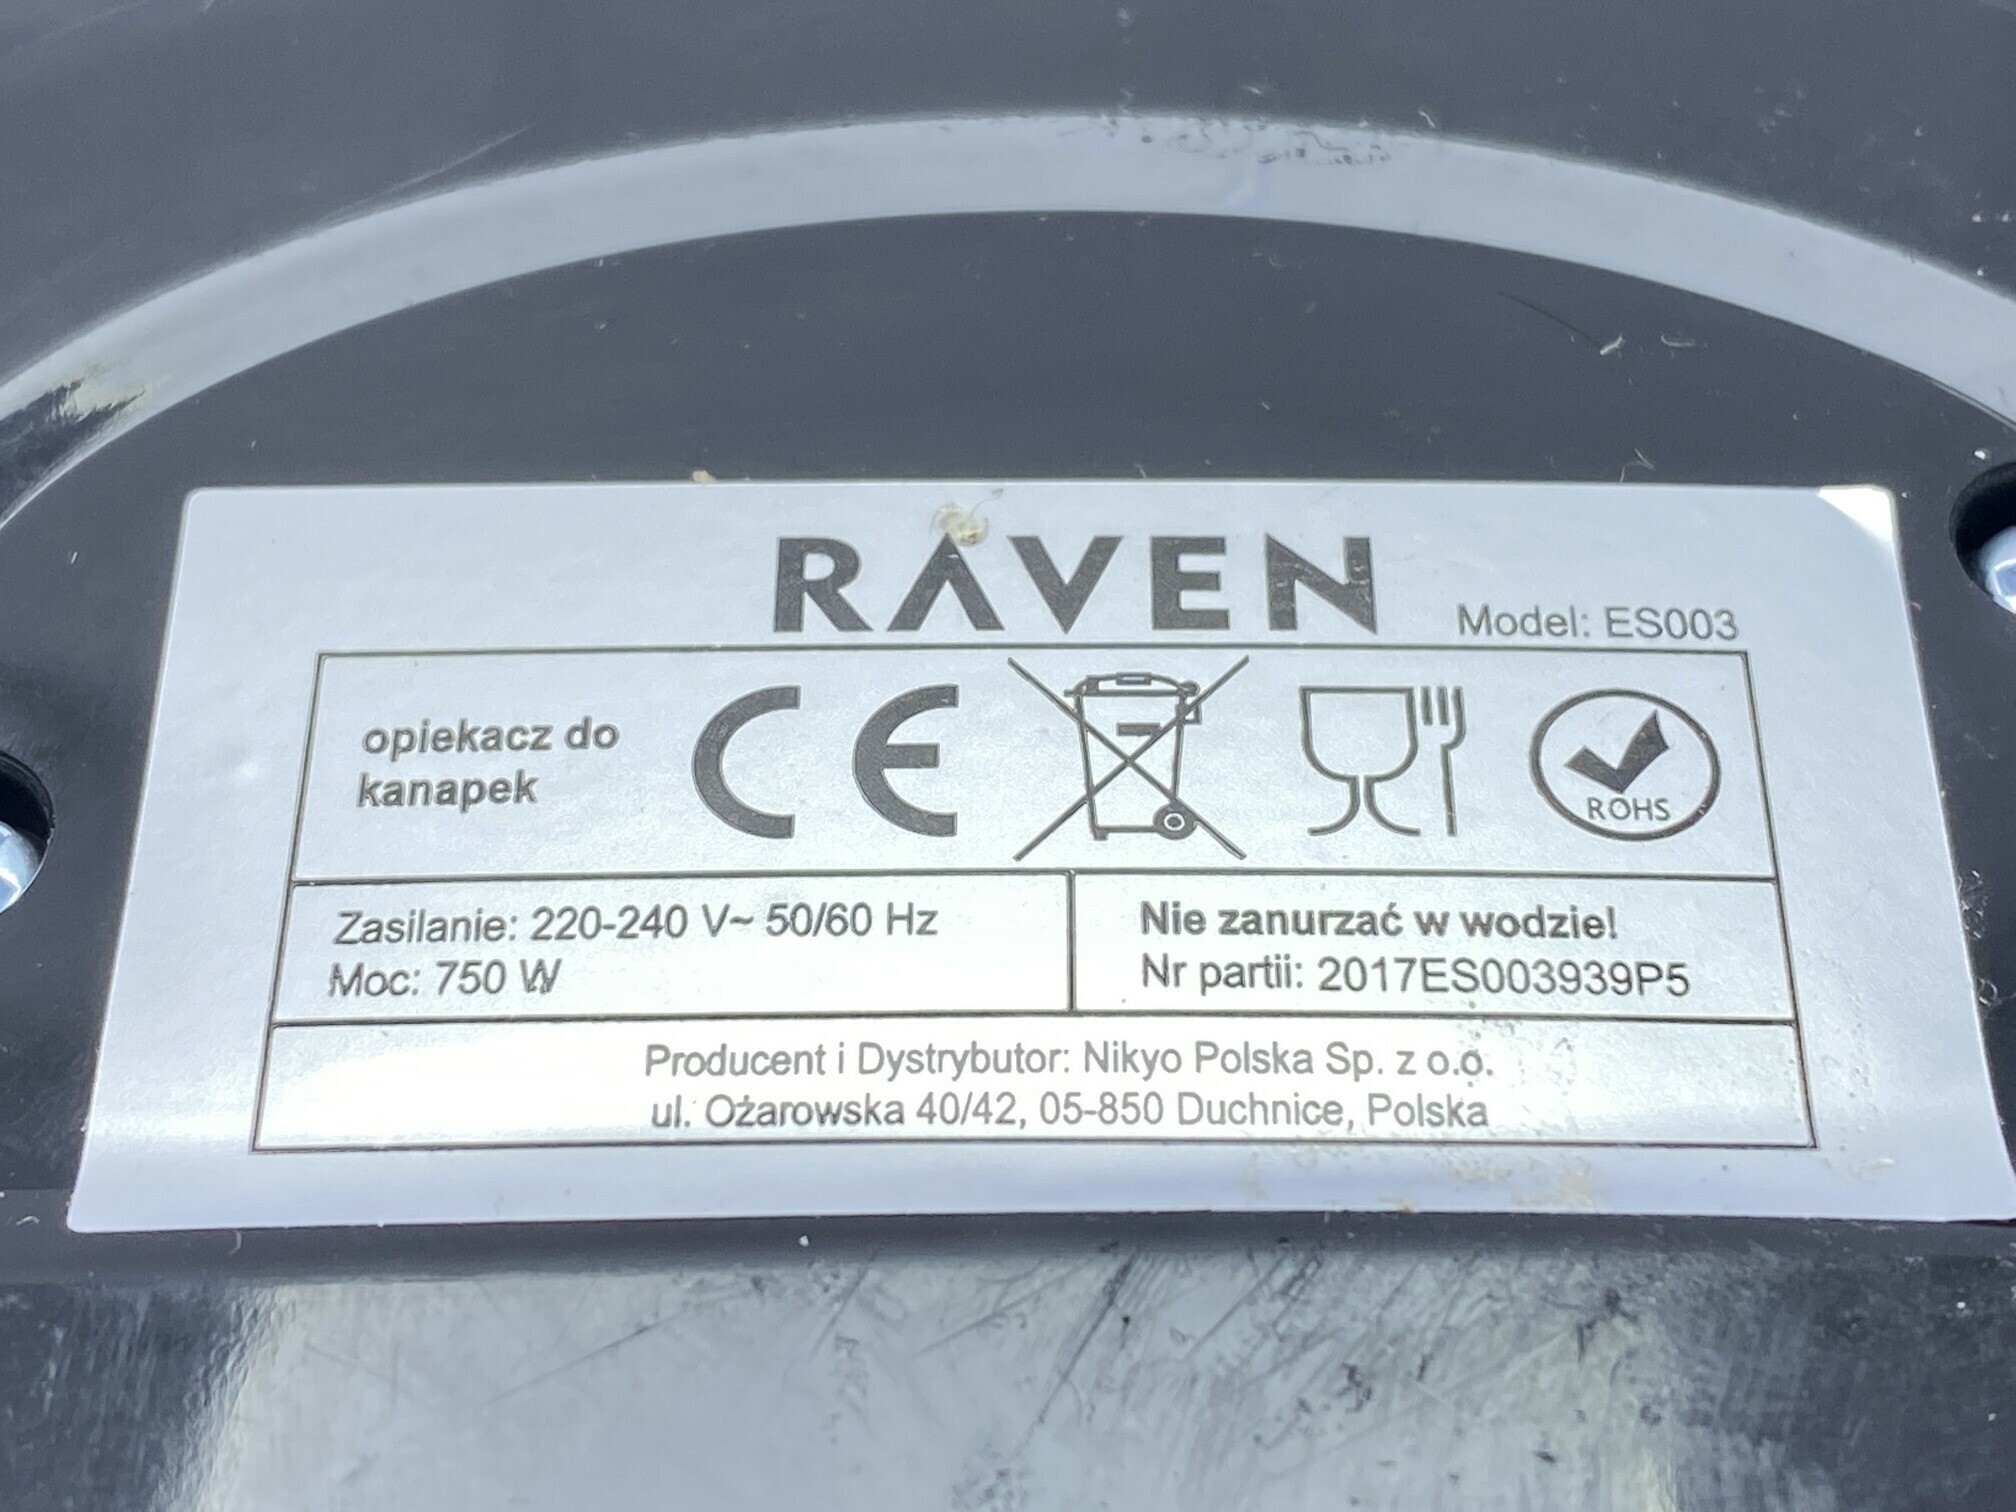 RAVEN
Model: ES003
opiekacz do
kanapek
CE
ROHS
Zasilanie: 220-240 V~ 50/60 Hz
Moc: 750 W
Nie zanurzać w wodzie!
Nr partii: 2017ES003939P5
Producent i Dystrybutor: Nikyo Polska Sp. z o.o.
ul. Ożarowska 40/42, 05-850 Duchnice, Polska